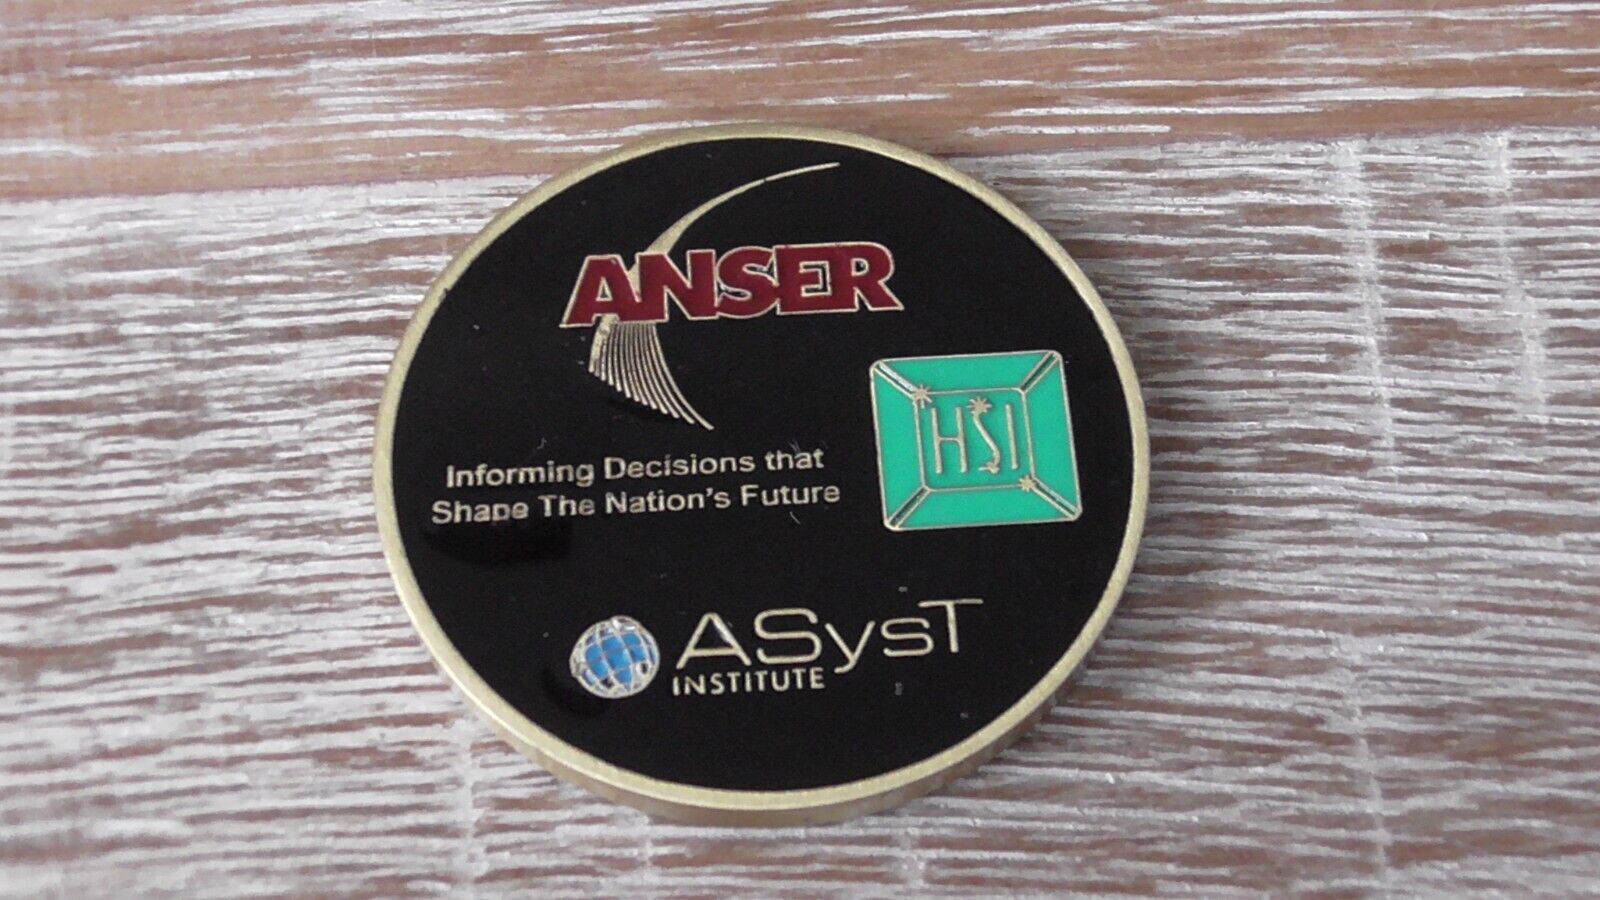 ANSER
HSI
Informing Decisions that
Shape The Nation's Future
ASysT
INSTITUTE